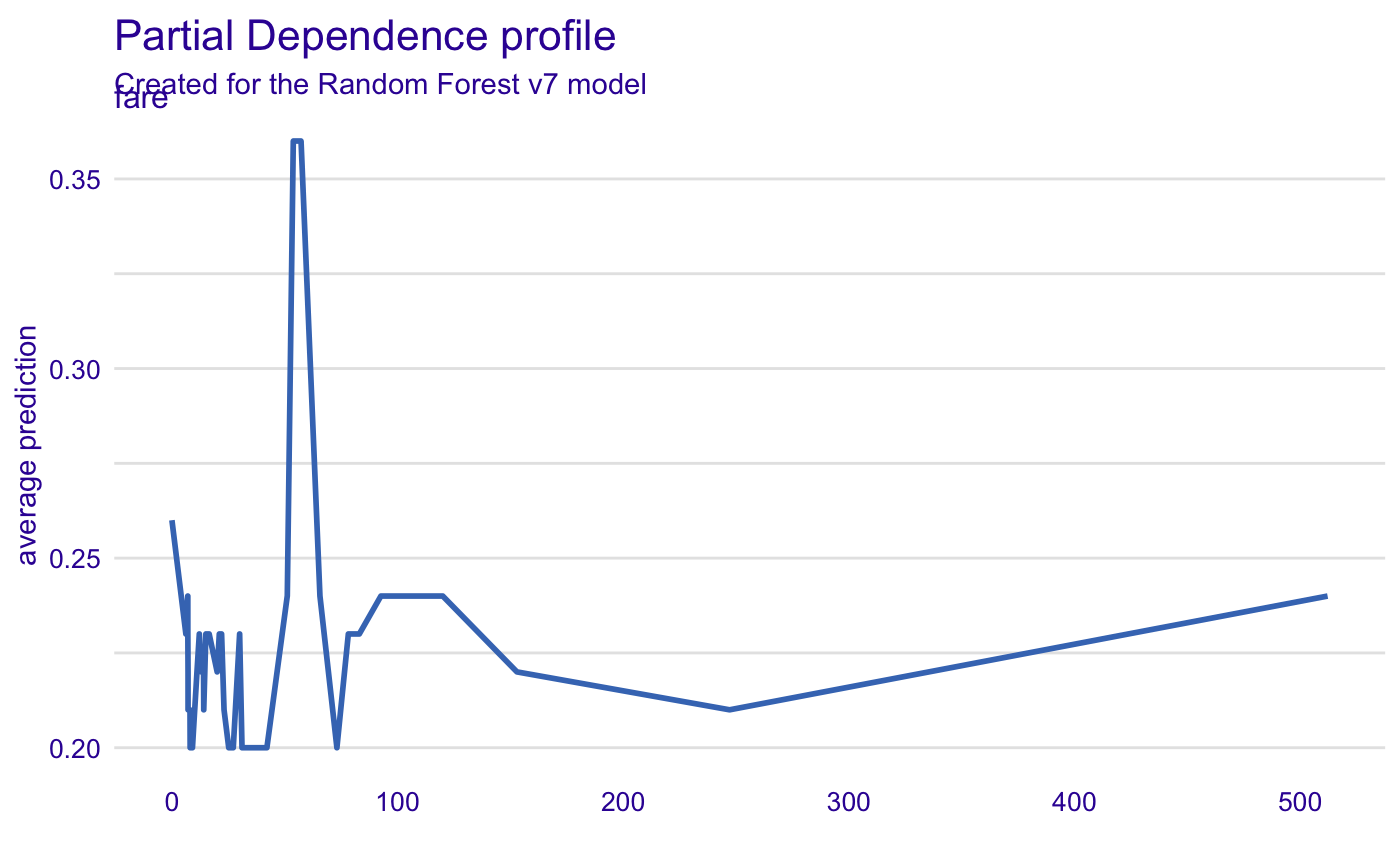 Partial Dependence profile
Created for the Random Forest v7 model
fare
average prediction
0.35
0.30
0.25
0.20
0 100 200 300 400 500